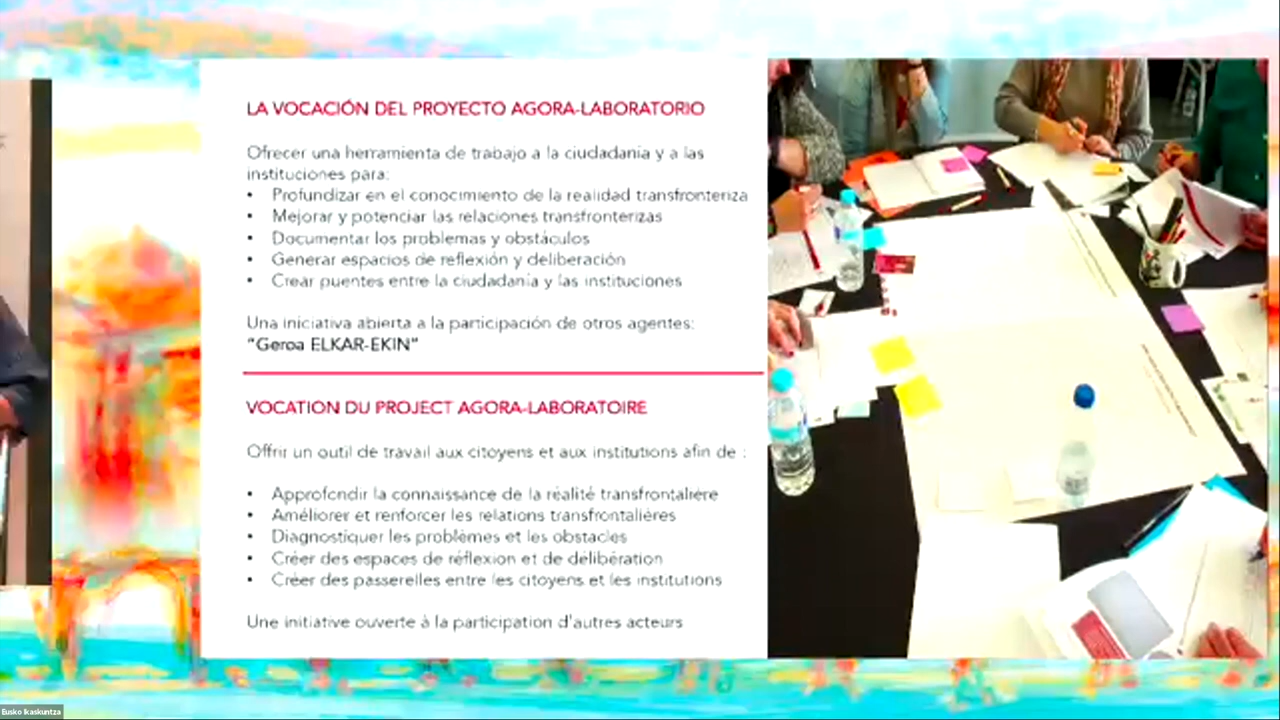 LA VOCACIÓN DEL PROYECTO AGORA-LABORATORIO
Ofrecer una herramienta de trabajo a la ciudadanía y a las
instituciones para:
• Profundizar en el conocimiento de la realidad transfronteriza
• Mejorar y potenciar las relaciones transfronterizas
• Documentar los problemas y obstáculos
• Generar espacios de reflexión y deliberación
• Crear puentes entre la ciudadanía y las instituciones
Una iniciativa abierta a la participación de otros agentes:
"Geroa ELKAR-EKIN"
VOCATION DU PROJECT AGORA-LABORATOIRE
Offrir un outil de travail aux citoyens et aux institutions afin de :
• Approfondir la connaissance de la réalité transfrontalière
• Améliorer et renforcer les relations transfrontalières
• Diagnostiquer les problèmes et les obstacles
• Créer des espaces de réflexion et de délibération
• Créer des passerelles entre les citoyens et les institutions
Une initiative ouverte à la participation d'autres acteurs
Eusko Ikaskuntza